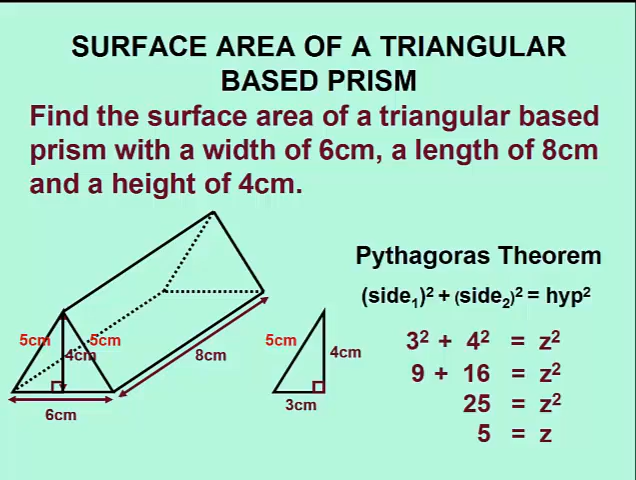 SURFACE AREA OF A TRIANGULAR
BASED PRISM
Find the surface area of a triangular based
prism with a width of 6cm, a length of 8cm
and a height of 4cm.
Pythagoras Theorem
(side₁)² + (side₂)² = hyp²
3² + 4² = z²
9 + 16 = z²
25 = z²
5 = z
5cm
5cm
4cm
8cm
6cm
5cm
4cm
3cm